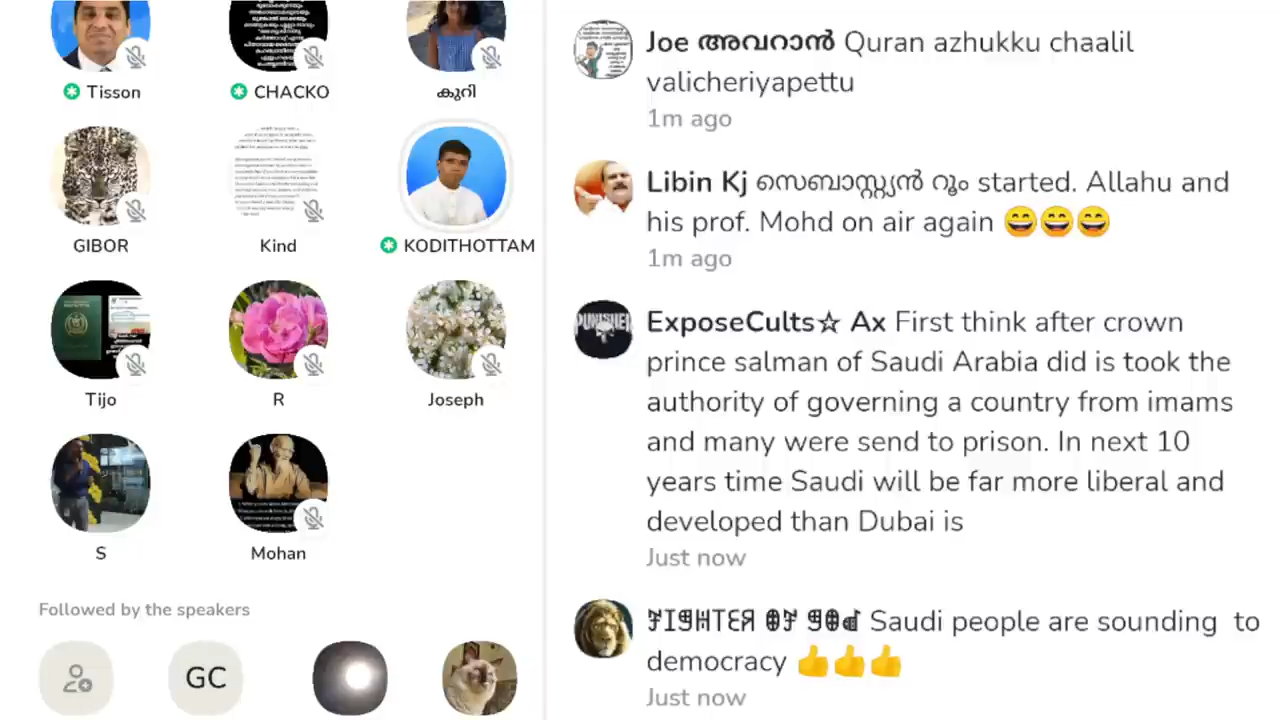 Tisson
CHACKO
കുറി
GIBOR
Kind
KODITHOTTAM
Tijo
R
Joseph
S
Mohan
Followed by the speakers
GC
Joe അവറാൻ Quran azhukku chaalil
valicheriyapettu
1m ago
Libin Kj സെബാസ്റ്റ്യൻ റൂം started. Allahu and
his prof. Mohd on air again 😄😄😄
1m ago
PUNISHER
ExposeCults☆ Ax First think after crown
prince salman of Saudi Arabia did is took the
authority of governing a country from imams
and many were send to prison. In next 10
years time Saudi will be far more liberal and
developed than Dubai is
Just now
FIGHTER OF GOD Saudi people are sounding to
democracy 👍👍👍
Just now